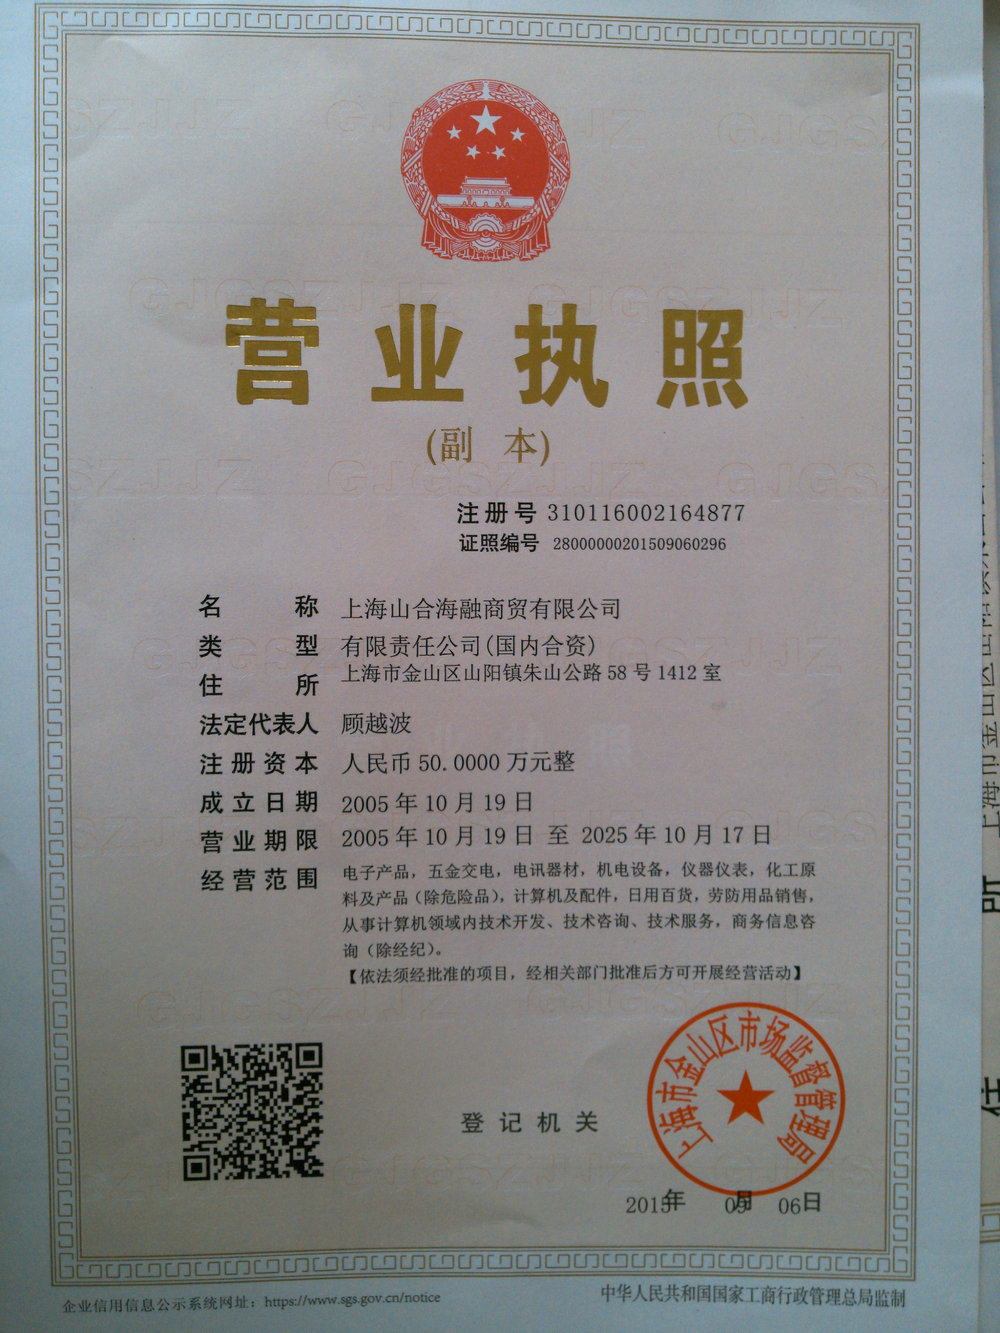 营业执照
(副 本)
注册号 310116002164877
证照编号 28000000201509060296
名称 上海山合海融商贸有限公司
类型 有限责任公司(国内合资)
住所 上海市金山区山阳镇朱山公路58号1412室
法定代表人 顾越波
注册资本 人民币50.0000万元整
成立日期 2005年10月19日
营业期限 2005年10月19日 至 2025年10月17日
经营范围 电子产品，五金交电，电讯器材，机电设备，仪器仪表，化工原
料及产品（除危险品），计算机及配件，日用百货，劳防用品销售，
从事计算机领域内技术开发、技术咨询、技术服务，商务信息咨
询（除经纪）。
【依法须经批准的项目，经相关部门批准后方可开展经营活动】
上海市金山区市场监督管理局
登记机关
2015年 09月 06日
企业信用信息公示系统网址：https://www.sgs.gov.cn/notice
中华人民共和国国家工商行政管理总局监制